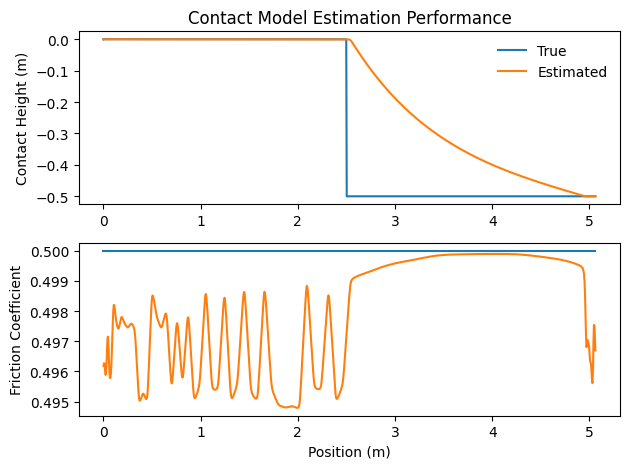 Contact Model Estimation Performance
Contact Height (m)
0.0
−0.1
−0.2
−0.3
−0.4
−0.5
True
Estimated
0 1 2 3 4 5
Friction Coefficient
0.500
0.499
0.498
0.497
0.496
0.495
0 1 2 3 4 5
Position (m)